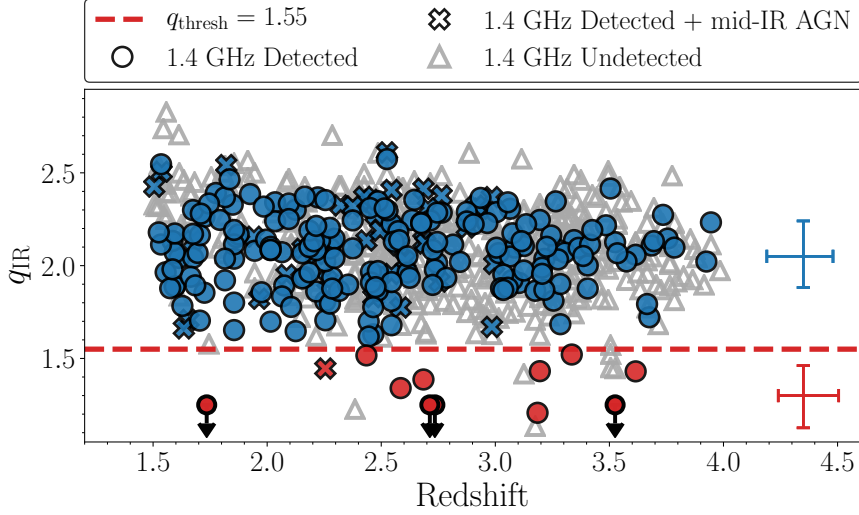 q_thresh = 1.55
1.4 GHz Detected + mid-IR AGN
1.4 GHz Detected
1.4 GHz Undetected
2.5
2.0
1.5
q_IR
1.5 2.0 2.5 3.0 3.5 4.0 4.5
Redshift